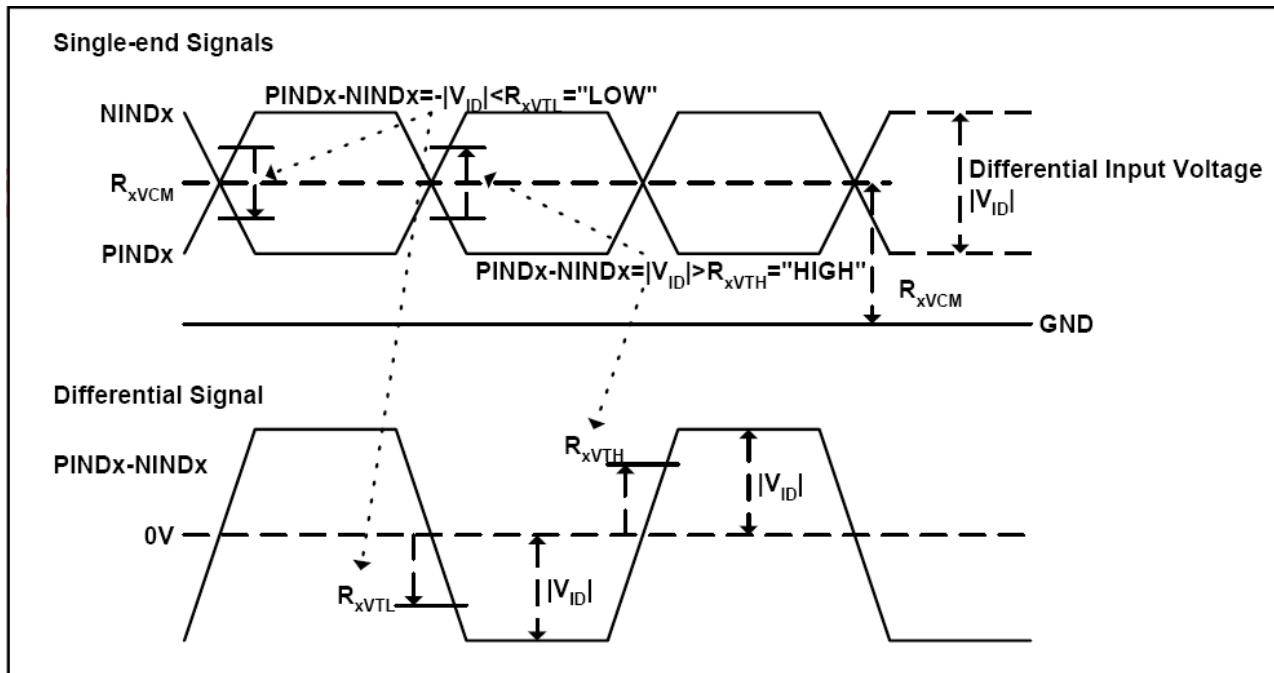 Single-end Signals
PINDx-NINDx=-|VID|<RxVTL="LOW"
NINDx
RxVCM
Differential Input Voltage
|VID|
PINDx
PINDx-NINDx=|VID|>RxVTH="HIGH"
RxVCM
GND
Differential Signal
PINDx-NINDx
RxVTH
|VID|
0V
RxVTL
|VID|